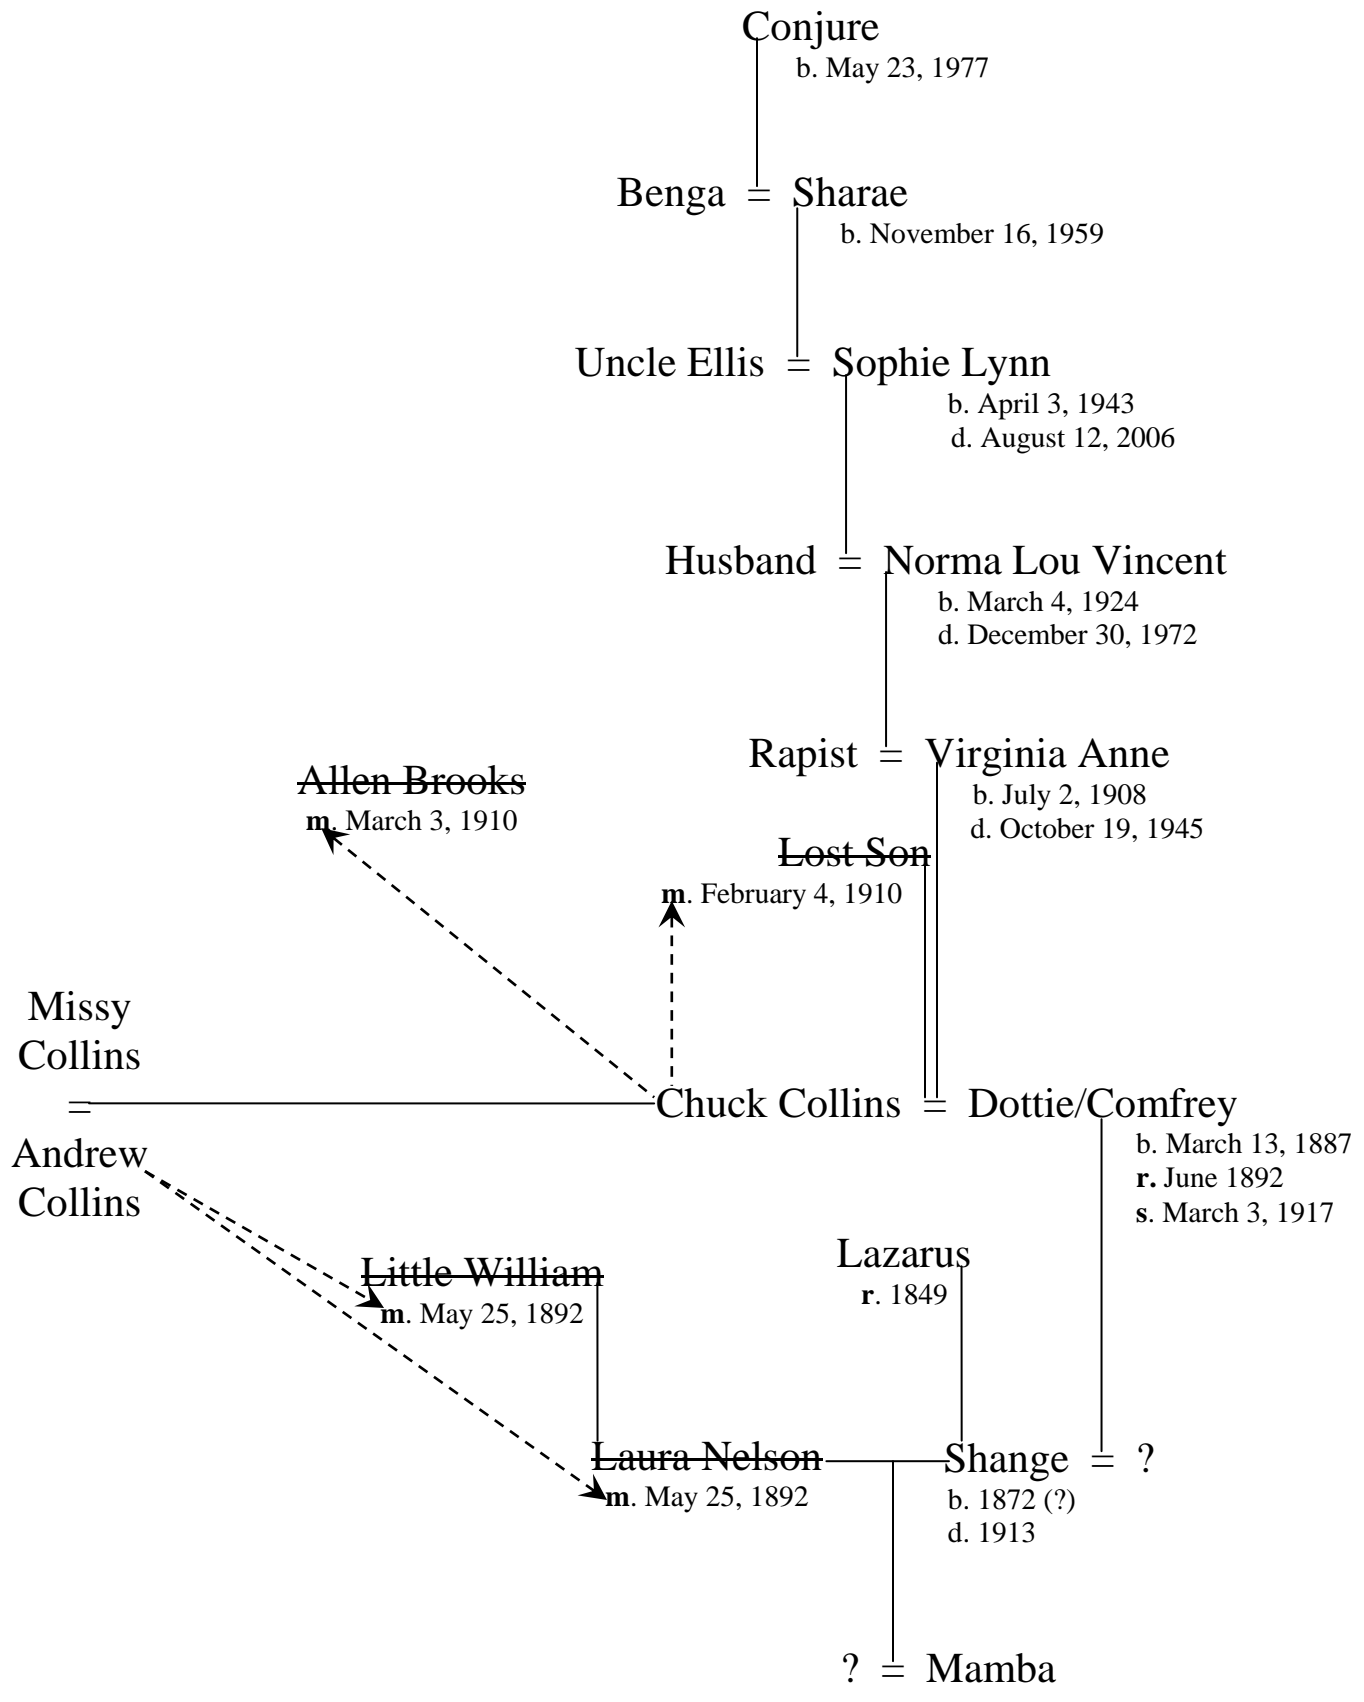 Conjure
b. May 23, 1977
Benga = Sharae
b. November 16, 1959
Uncle Ellis = Sophie Lynn
b. April 3, 1943
d. August 12, 2006
Husband = Norma Lou Vincent
b. March 4, 1924
d. December 30, 1972
Rapist = Virginia Anne
b. July 2, 1908
d. October 19, 1945
Allen Brooks
m. March 3, 1910
Lost Son
m. February 4, 1910
Missy
Collins
=
Andrew
Collins
Chuck Collins = Dottie/Comfrey
b. March 13, 1887
r. June 1892
s. March 3, 1917
Little William
m. May 25, 1892
Lazarus
r. 1849
Laura Nelson
m. May 25, 1892
Shange = ?
b. 1872 (?)
d. 1913
? = Mamba